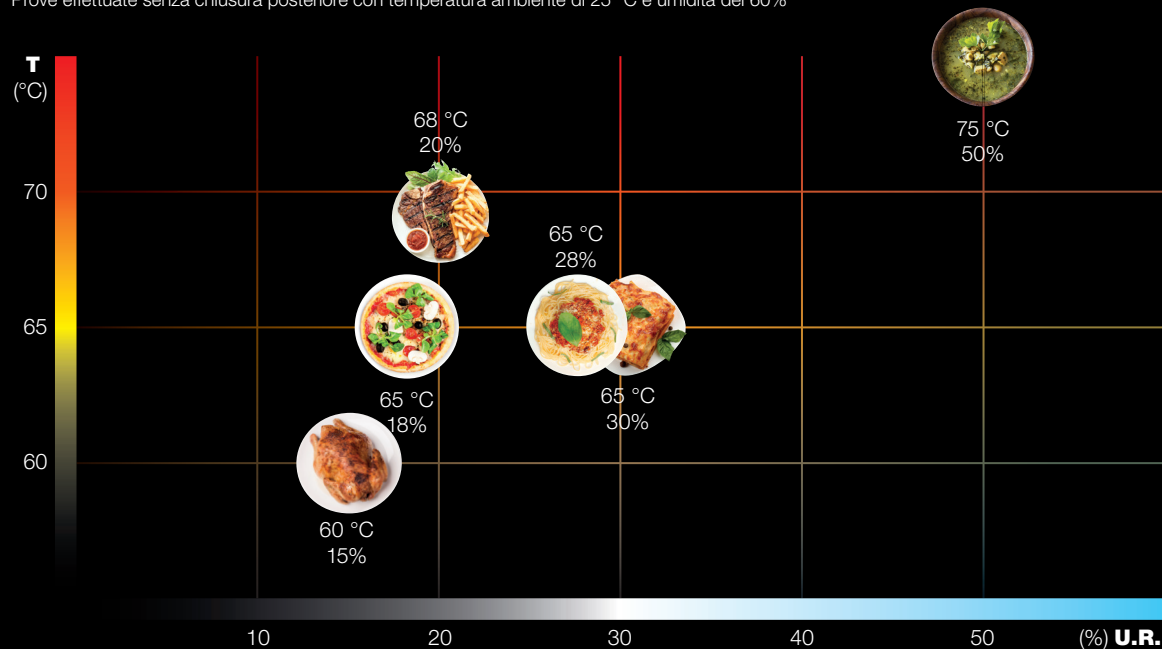 Prove effettuate senza chiusura posteriore con temperatura ambiente di 25 °C e umidità del 60%
T
(°C)
75 °C
50%
68 °C
20%
70
65 °C
28%
65
65 °C
18%
65 °C
30%
60
60 °C
15%
10
20
30
40
50
(%) U.R.